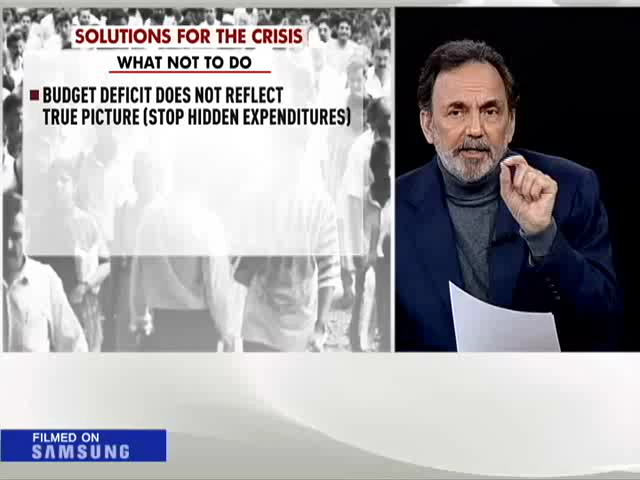 SOLUTIONS FOR THE CRISIS
WHAT NOT TO DO
BUDGET DEFICIT DOES NOT REFLECT
TRUE PICTURE (STOP HIDDEN EXPENDITURES)
FILMED ON
SAMSUNG